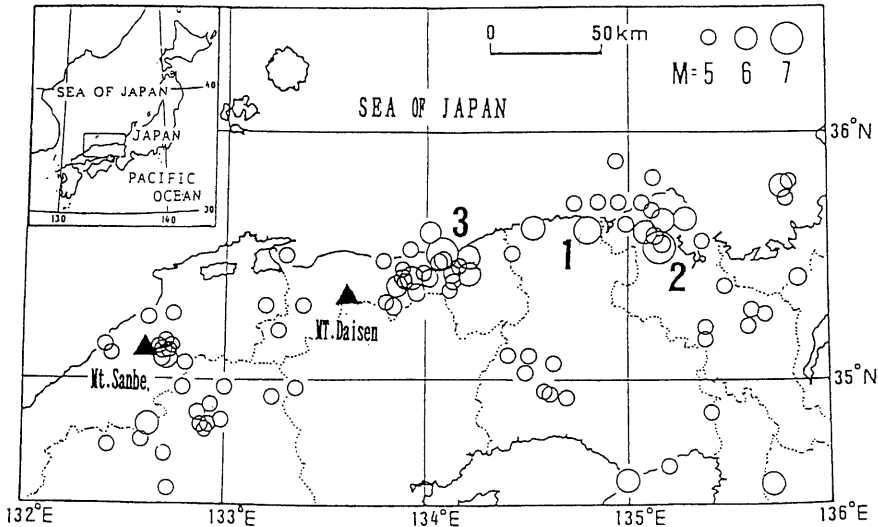 0 50km
M= 5 6 7
SEA OF JAPAN
40
JAPAN
PACIFIC
OCEAN
30
130 140
SEA OF JAPAN
36°N
3
1
2
MT.Daisen
Mt.Sanbe.
35°N
132°E 133°E 134°E 135°E 136°E